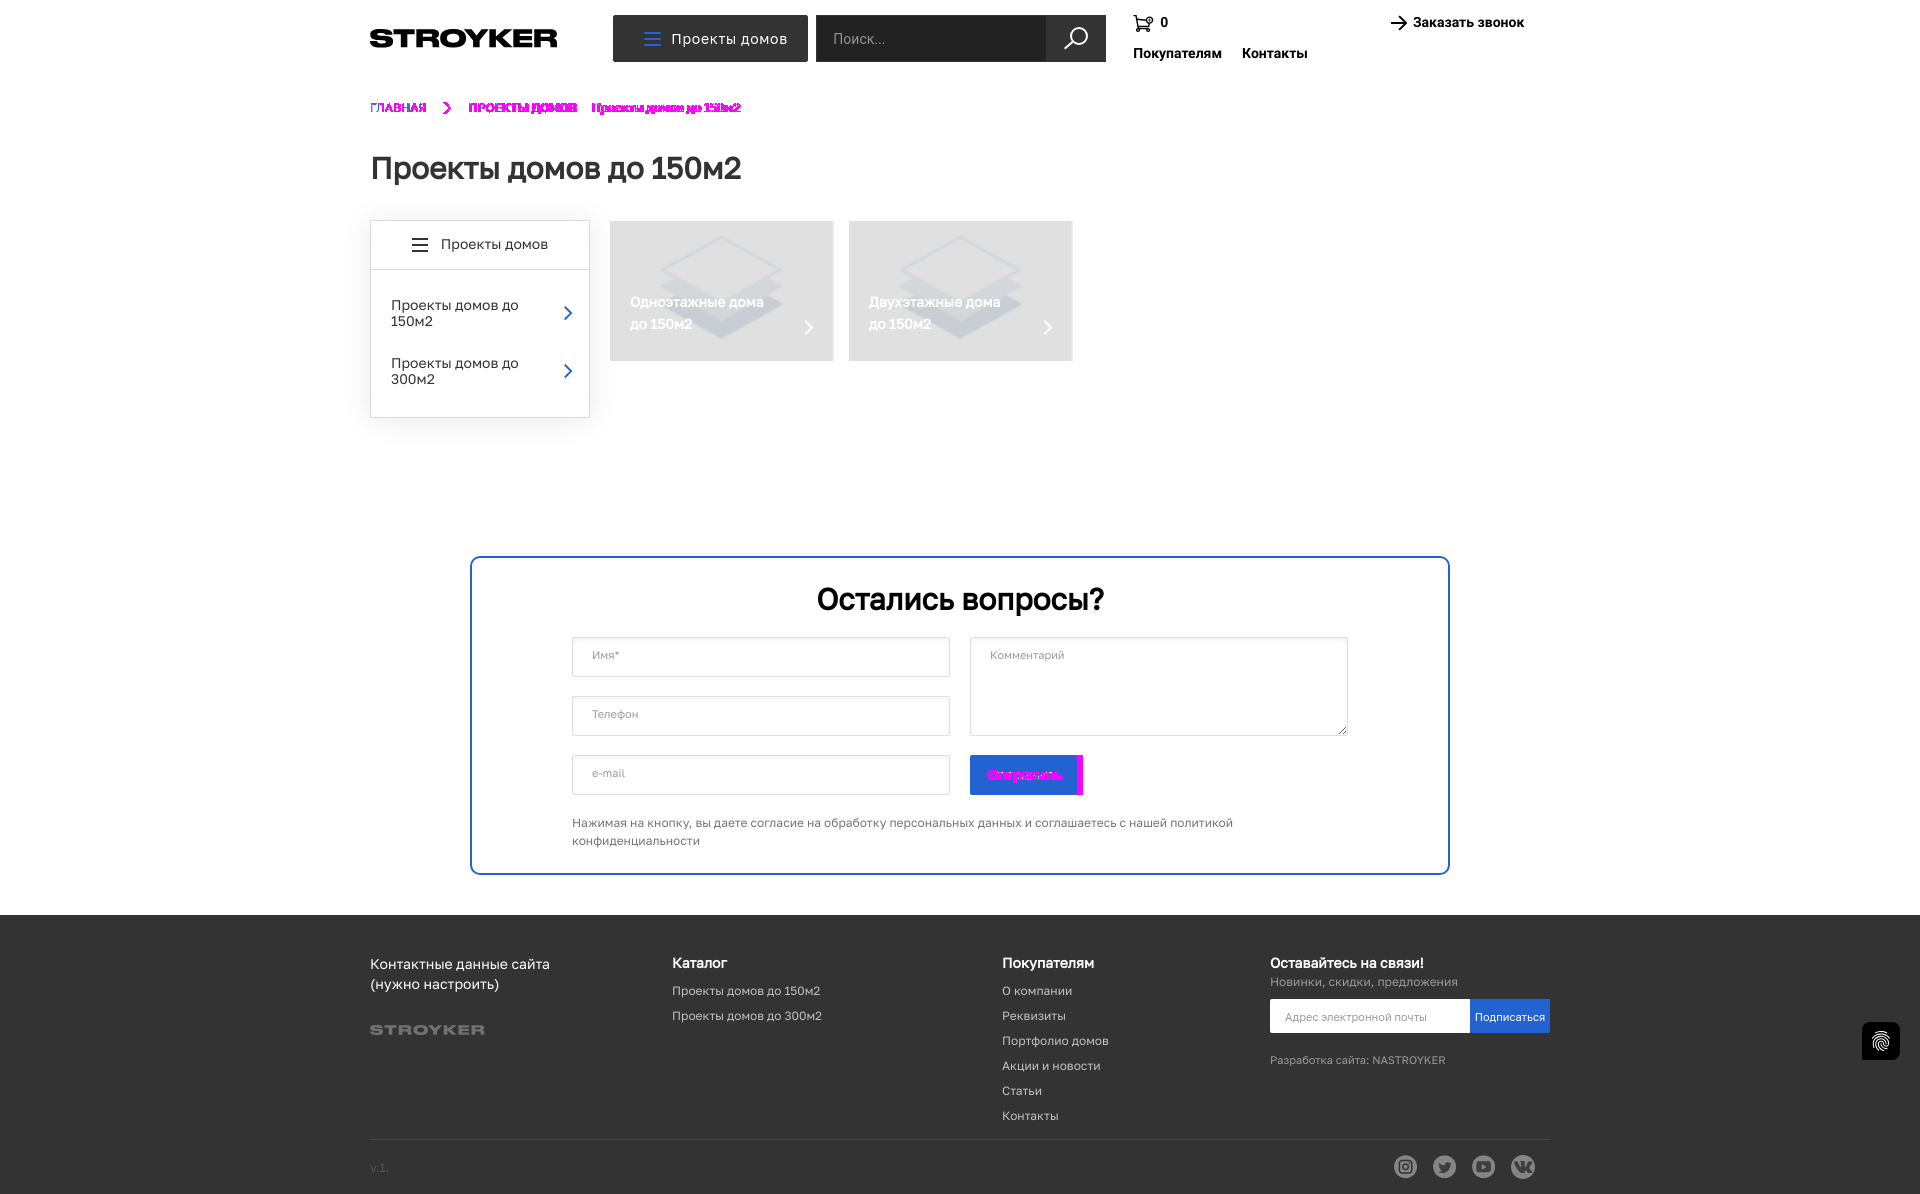 STROYKER
Проекты домов
Поиск...
0
Заказать звонок
Покупателям
Контакты
ГЛАВНАЯ
ПРОЕКТЫ ДОМОВ
Проекты домов до 150м2
Проекты домов до 150м2
Проекты домов
Проекты домов до
150м2
Проекты домов до
300м2
Одноэтажные дома
до 150м2
Двухэтажные дома
до 150м2
Остались вопросы?
Имя*
Комментарий
Телефон
e-mail
Нажимая на кнопку, вы даете согласие на обработку персональных данных и соглашаетесь с нашей политикой
конфиденциальности
Контактные данные сайта
(нужно настроить)
STROYKER
Каталог
Проекты домов до 150м2
Проекты домов до 300м2
Покупателям
О компании
Реквизиты
Портфолио домов
Акции и новости
Статьи
Контакты
Оставайтесь на связи!
Новинки, скидки, предложения
Адрес электронной почты
Подписаться
Разработка сайта: NASTROYKER
v.1.